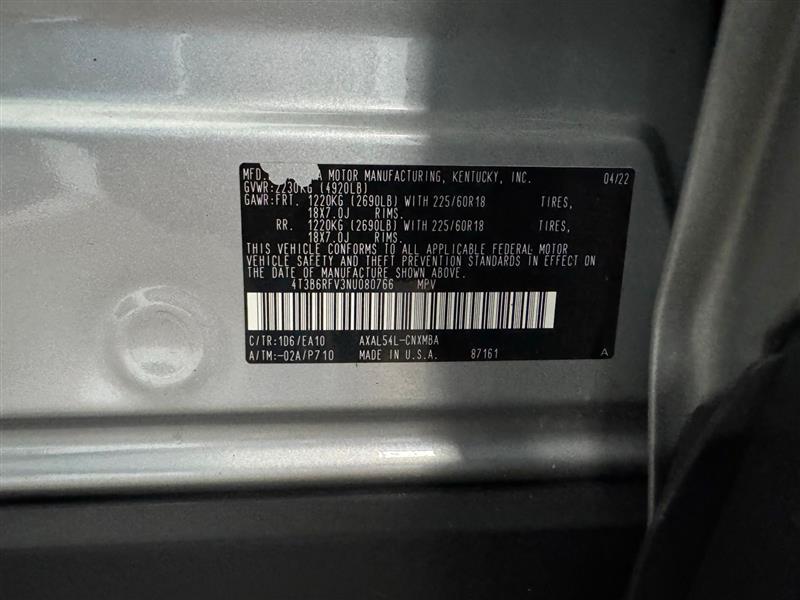 MFD. A MOTOR MANUFACTURING, KENTUCKY, INC. 04/22
GVWR: 2230KG (4920LB)
GAWR:FRT. 1220KG (2690LB) WITH 225/60R18 TIRES,
18X7.0J RIMS.
RR. 1220KG (2690LB) WITH 225/60R18 TIRES,
18X7.0J RIMS.
THIS VEHICLE CONFORMS TO ALL APPLICABLE FEDERAL MOTOR
VEHICLE SAFETY AND THEFT PREVENTION STANDARDS IN EFFECT ON
THE DATE OF MANUFACTURE SHOWN ABOVE.
4T3B6RFV3NU080766 MPV
C/TR:1D6/EA10 AXAL54L-CNXMBA
A/TM:-02A/P710 MADE IN U.S.A. 87161 A